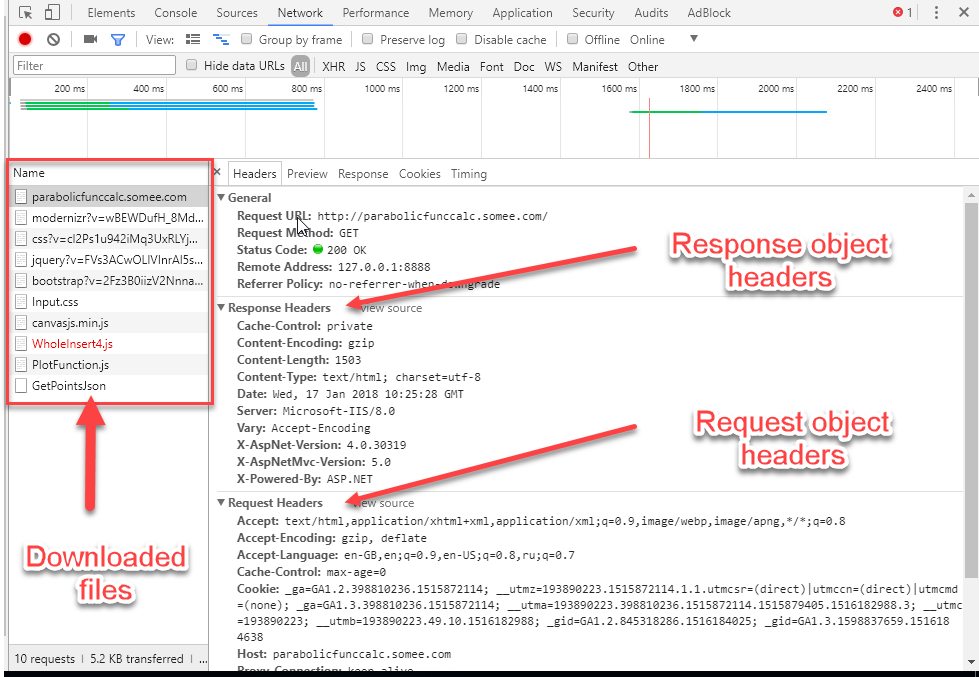 Elements Console Sources Network Performance Memory Application Security Audits AdBlock 1
View: Group by frame Preserve log Disable cache Offline Online
Filter Hide data URLs All XHR JS CSS Img Media Font Doc WS Manifest Other
200 ms 400 ms 600 ms 800 ms 1000 ms 1200 ms 1400 ms 1600 ms 1800 ms 2000 ms 2200 ms 2400 ms
Name
parabolicfunccalc.somee.com
modernizr?v=wBEWDufH_8Md...
css?v=cI2Ps1u942iMq3UxRLYj...
jquery?v=FVs3ACwOLIVInrAl5s...
bootstrap?v=2Fz3B0iizV2Nnna...
Input.css
canvasjs.min.js
WholeInsert4.js
PlotFunction.js
GetPointsJson
Downloaded
files
10 requests | 5.2 KB transferred | ...
Headers Preview Response Cookies Timing
General
Request URL: http://parabolicfunccalc.somee.com/
Request Method: GET
Status Code: 200 OK
Remote Address: 127.0.0.1:8888
Referrer Policy: no-referrer-when-downgrade
Response object
headers
Response Headers view source
Cache-Control: private
Content-Encoding: gzip
Content-Length: 1503
Content-Type: text/html; charset=utf-8
Date: Wed, 17 Jan 2018 10:25:28 GMT
Server: Microsoft-IIS/8.0
Vary: Accept-Encoding
X-AspNet-Version: 4.0.30319
X-AspNetMvc-Version: 5.0
X-Powered-By: ASP.NET
Request object
headers
Request Headers view source
Accept: text/html,application/xhtml+xml,application/xml;q=0.9,image/webp,image/apng,*/*;q=0.8
Accept-Encoding: gzip, deflate
Accept-Language: en-GB,en;q=0.9,en-US;q=0.8,ru;q=0.7
Cache-Control: max-age=0
Cookie: _ga=GA1.2.398810236.1515872114; __utmz=193890223.1515872114.1.1.utmcsr=(direct)|utmccn=(direct)|utmcmd
=(none); _ga=GA1.3.398810236.1515872114; __utma=193890223.398810236.1515872114.1515879405.1516182988.3; __utmc
=193890223; __utmb=193890223.49.10.1516182988; _gid=GA1.2.845318286.1516184025; _gid=GA1.3.1598837659.151618
4638
Host: parabolicfunccalc.somee.com
Proxy-Connection: keep-alive